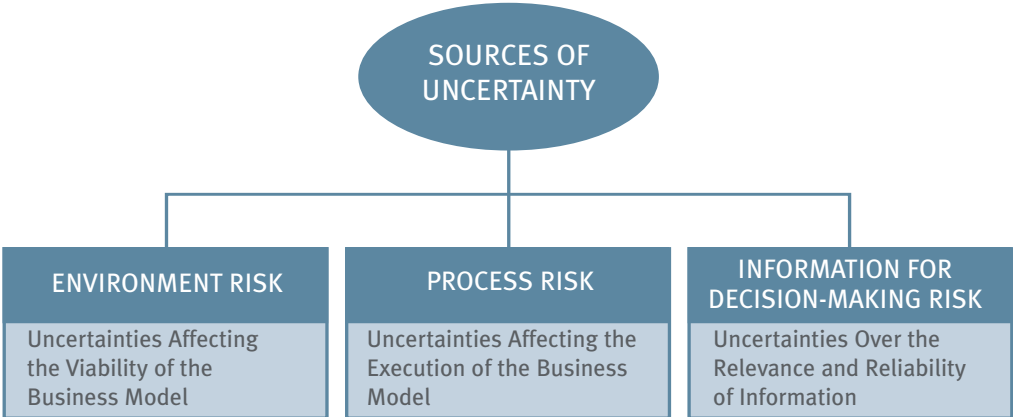 SOURCES OF
UNCERTAINTY
ENVIRONMENT RISK
Uncertainties Affecting
the Viability of the
Business Model
PROCESS RISK
Uncertainties Affecting the
Execution of the Business
Model
INFORMATION FOR
DECISION-MAKING RISK
Uncertainties Over the
Relevance and Reliability
of Information